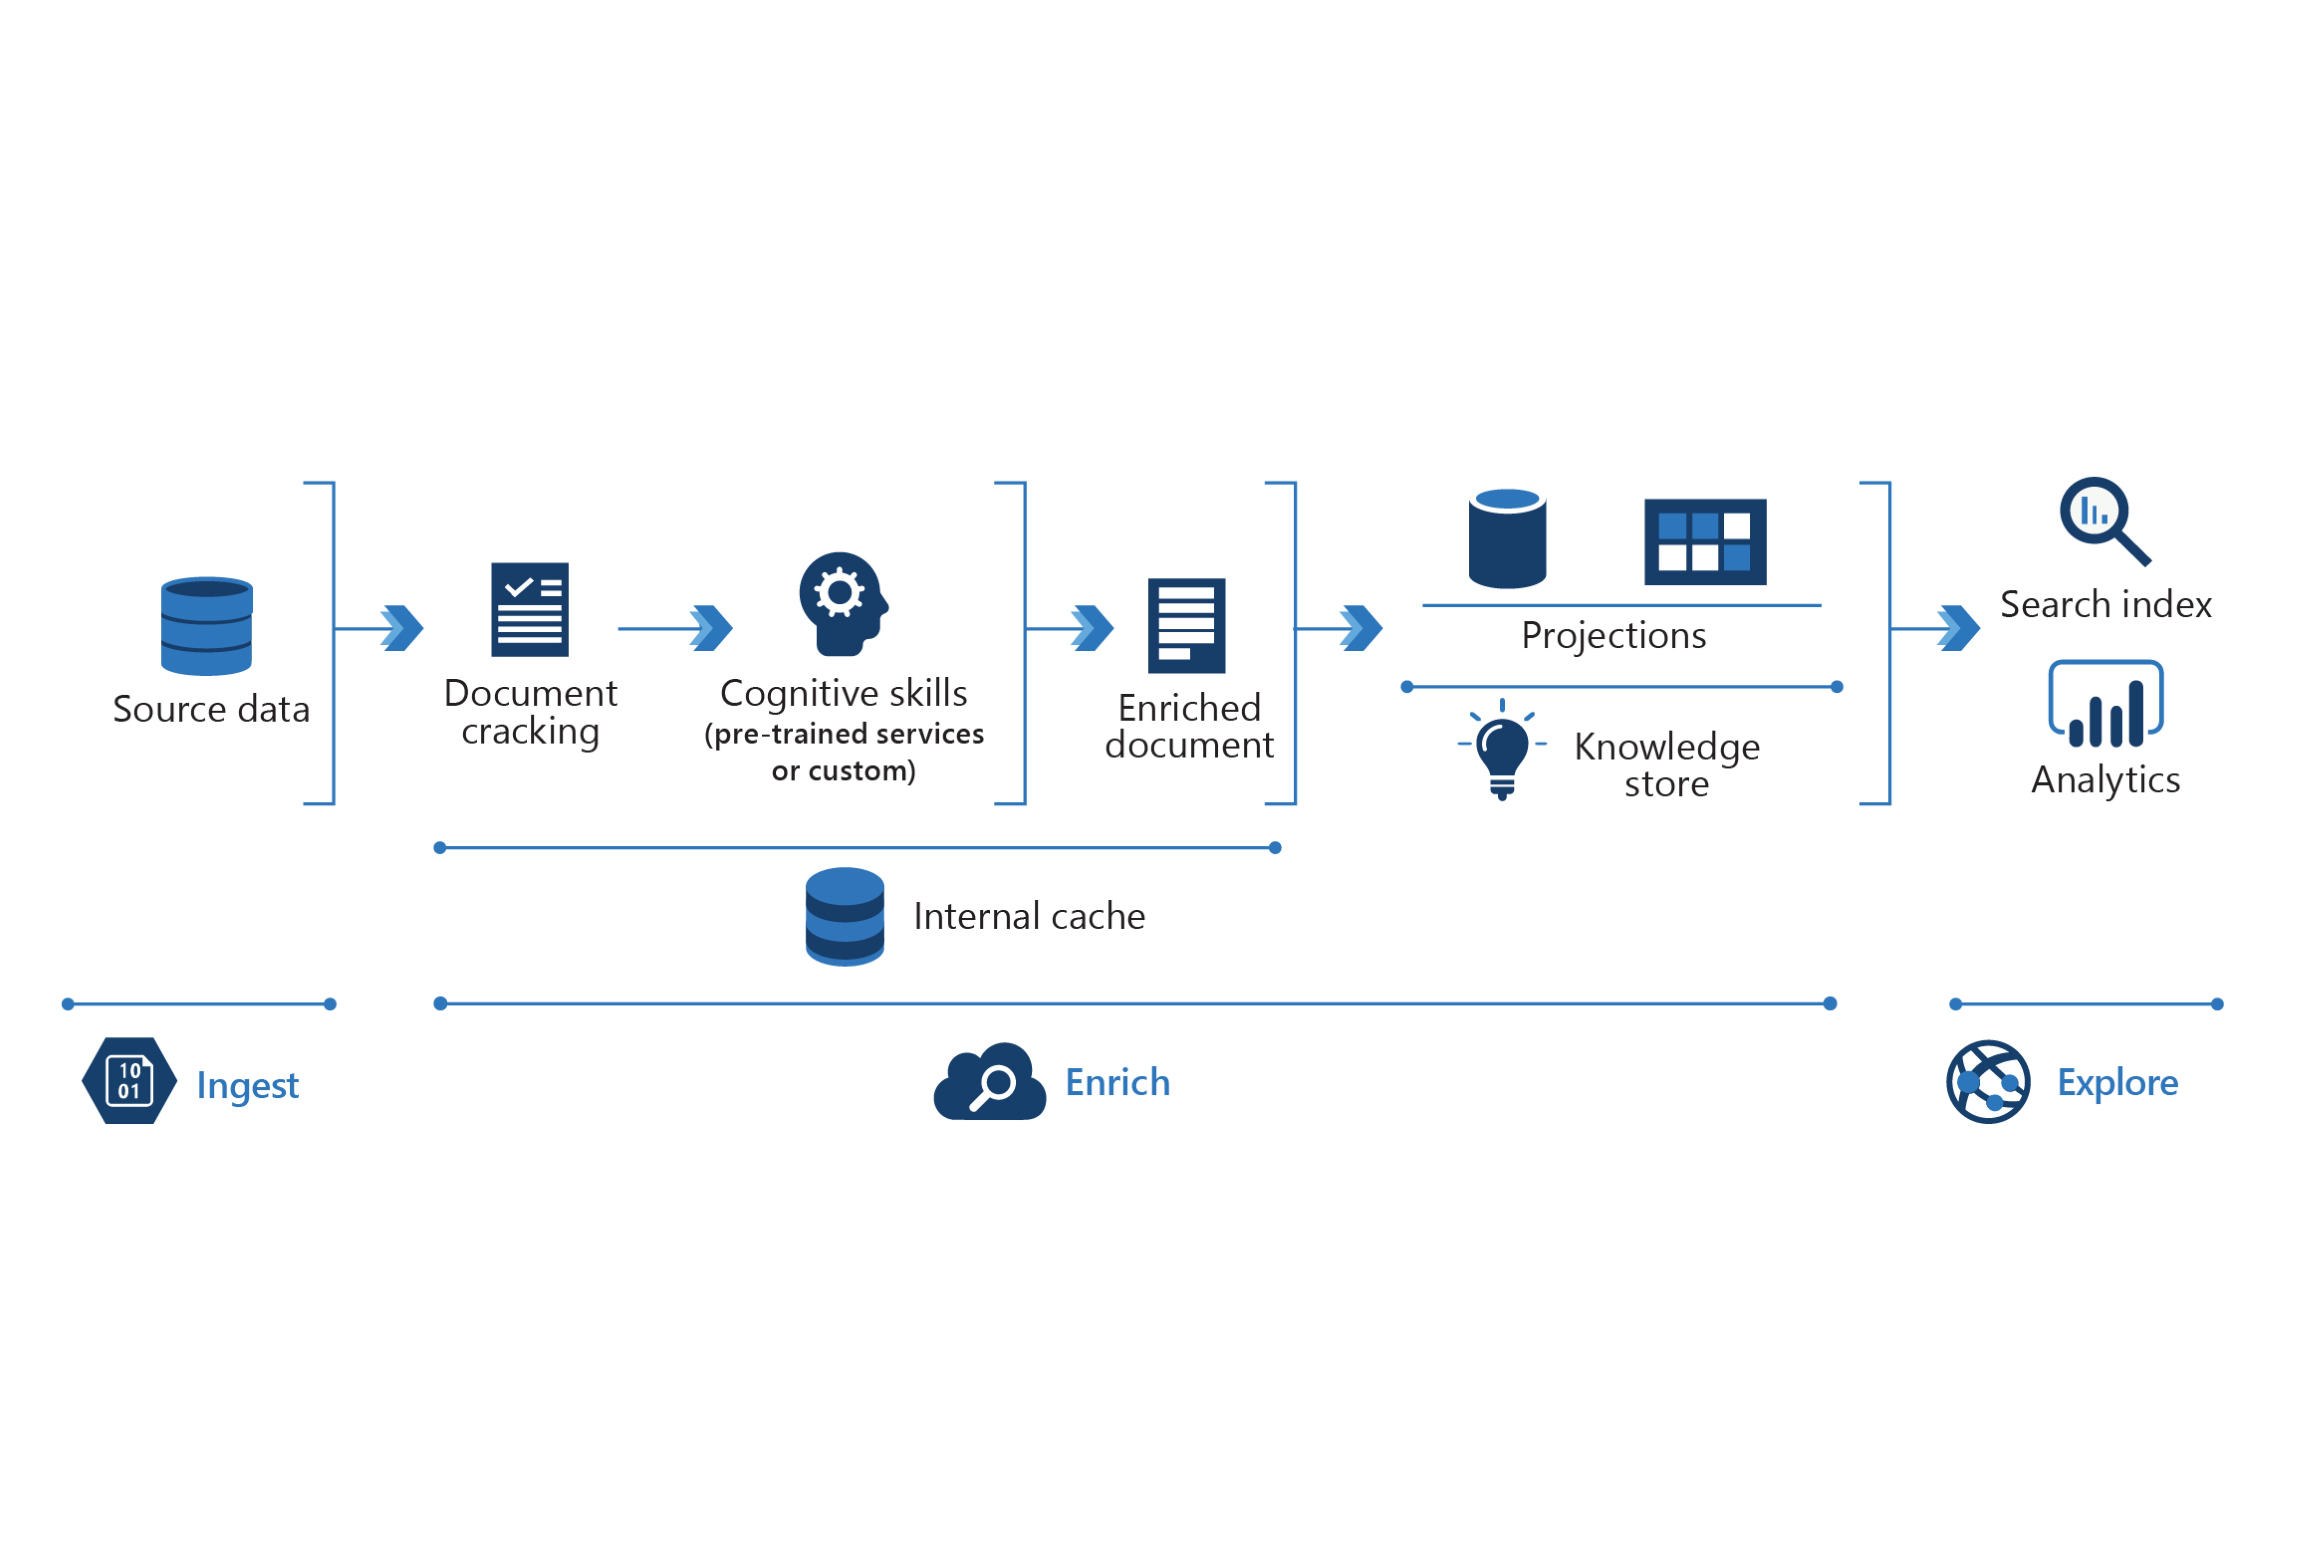 Source data
Document
cracking
Cognitive skills
(pre-trained services
or custom)
Enriched
document
Projections
Knowledge
store
Search index
Analytics
Internal cache
10
01
Ingest
Enrich
Explore